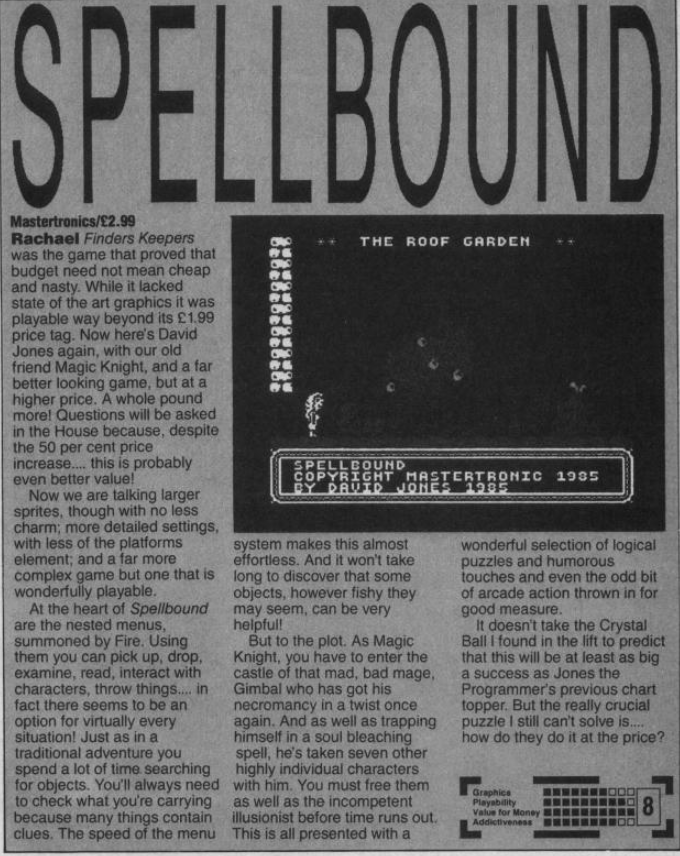 SPELLBOUND
Mastertronics/£2.99
Rachael Finders Keepers
was the game that proved that
budget need not mean cheap
and nasty. While it lacked
state of the art graphics it was
playable way beyond its £1.99
price tag. Now here's David
Jones again, with our old
friend Magic Knight, and a far
better looking game, but at a
higher price. A whole pound
more! Questions will be asked
in the House because, despite
the 50 per cent price
increase.... this is probably
even better value!
Now we are talking larger
sprites, though with no less
charm; more detailed settings,
with less of the platforms
element; and a far more
complex game but one that is
wonderfully playable.
At the heart of Spellbound
are the nested menus,
summoned by Fire. Using
them you can pick up, drop,
examine, read, interact with
characters, throw things.... in
fact there seems to be an
option for virtually every
situation! Just as in a
traditional adventure you
spend a lot of time searching
for objects. You'll always need
to check what you're carrying
because many things contain
clues. The speed of the menu
** THE ROOF GARDEN **
SPELLBOUND
COPYRIGHT MASTERTRONIC 1985
BY DAVID JONES 1985
system makes this almost
effortless. And it won't take
long to discover that some
objects, however fishy they
may seem, can be very
helpful!
But to the plot. As Magic
Knight, you have to enter the
castle of that mad, bad mage,
Gimbal who has got his
necromancy in a twist once
again. And as well as trapping
himself in a soul bleaching
spell, he's taken seven other
highly individual characters
with him. You must free them
as well as the incompetent
illusionist before time runs out.
This is all presented with a
wonderful selection of logical
puzzles and humorous
touches and even the odd bit
of arcade action thrown in for
good measure.
It doesn't take the Crystal
Ball I found in the lift to predict
that this will be at least as big
a success as Jones the
Programmer's previous chart
topper. But the really crucial
puzzle I still can't solve is....
how do they do it at the price?
Graphics
Playability
Value for Money
Addictiveness
8